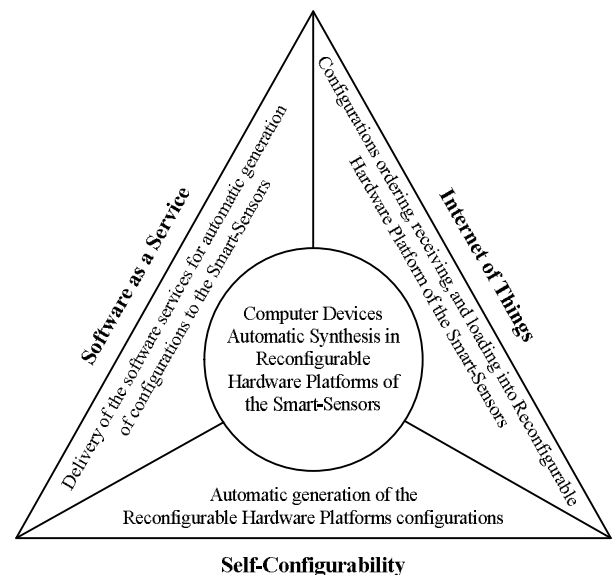 Software as a Service
Delivery of the software services for automatic generation
of configurations to the Smart-Sensors
Configurations ordering, receiving, and loading into Reconfigurable
Hardware Platform of the Smart-Sensors
Internet of Things
Computer Devices
Automatic Synthesis in
Reconfigurable
Hardware Platforms of
the Smart-Sensors
Automatic generation of the
Reconfigurable Hardware Platforms configurations
Self-Configurability